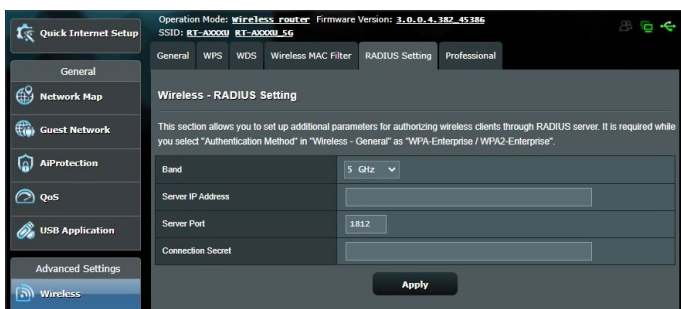 Quick Internet Setup
General
Network Map
Guest Network
AiProtection
QoS
USB Application
Advanced Settings
Wireless
Operation Mode: Wireless router Firmware Version: 3.0.0.4.382_45386
SSID: RT-AXXXU RT-AXXXU_5G
General WPS WDS Wireless MAC Filter RADIUS Setting Professional
Wireless - RADIUS Setting
This section allows you to set up additional parameters for authorizing wireless clients through RADIUS server. It is required while
you select "Authentication Method" in "Wireless - General" as "WPA-Enterprise / WPA2-Enterprise".
Band 5 GHz
Server IP Address
Server Port 1812
Connection Secret
Apply